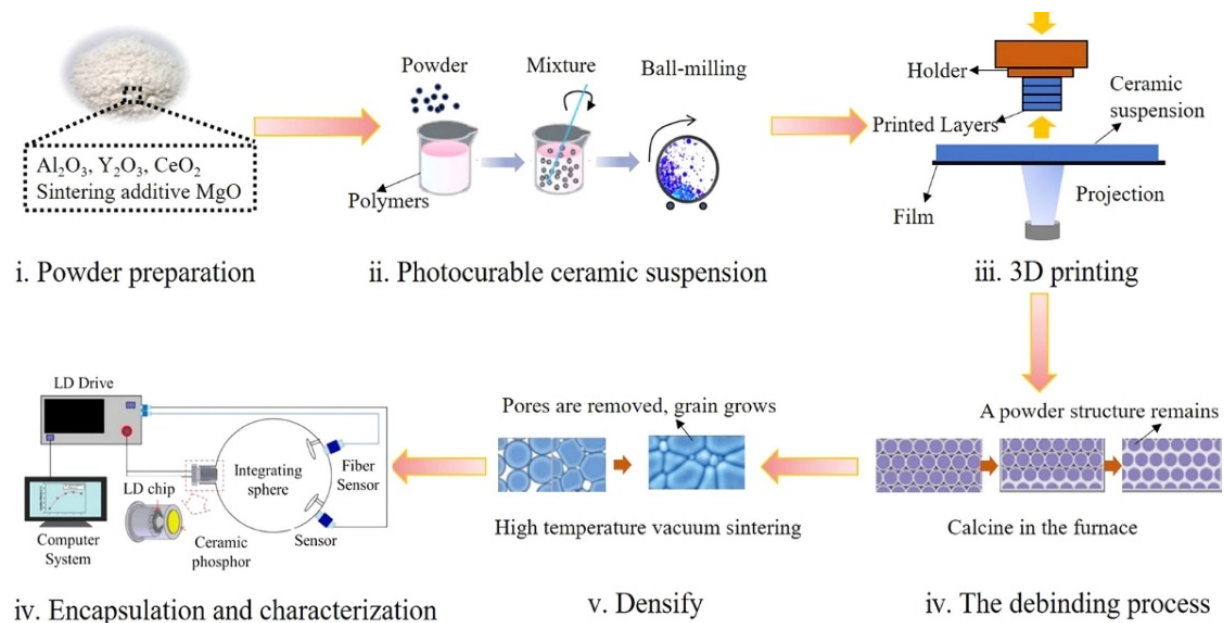 Al₂O₃, Y₂O₃, CeO₂
Sintering additive MgO
i. Powder preparation
Powder
Mixture
Ball-milling
Polymers
ii. Photocurable ceramic suspension
Holder
Ceramic
suspension
Printed Layers
Film
Projection
iii. 3D printing
A powder structure remains
Calcine in the furnace
iv. The debinding process
Pores are removed, grain grows
High temperature vacuum sintering
v. Densify
LD Drive
Integrating
sphere
Fiber
Sensor
LD chip
Sensor
Computer
System
Ceramic
phosphor
iv. Encapsulation and characterization